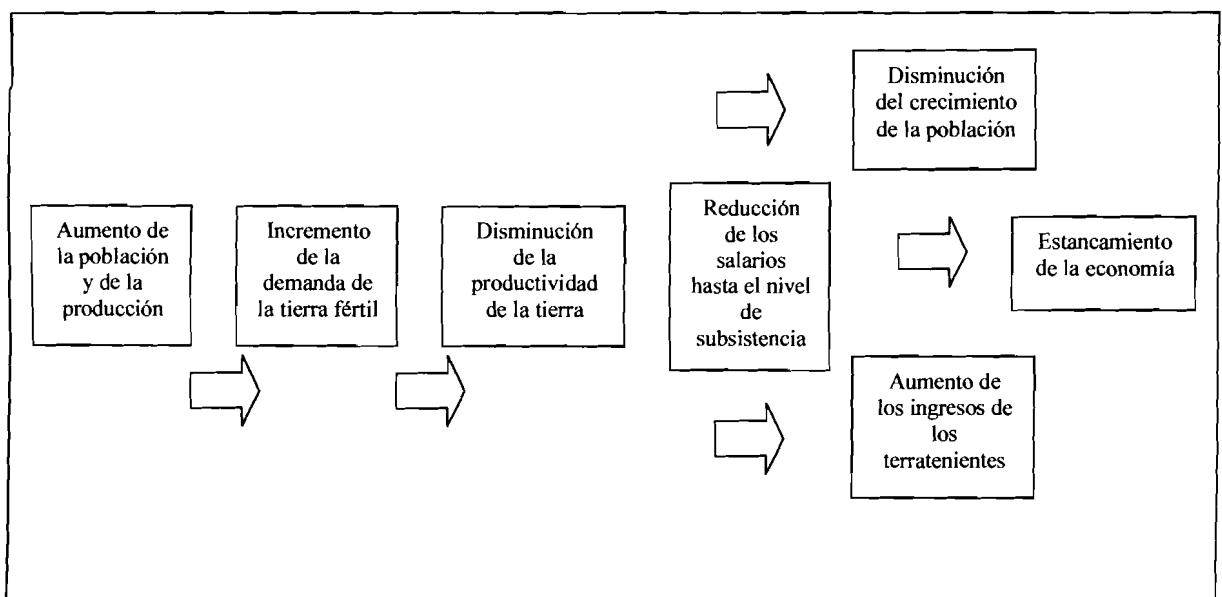 Aumento de
la población
y de la
producción
Incremento
de la
demanda de
la tierra fértil
Disminución
de la
productividad
de la tierra
Reducción
de los
salarios
hasta el nivel
de
subsistencia
Disminución
del crecimiento
de la población
Aumento de
los ingresos de
los
terratenientes
Estancamiento
de la economía